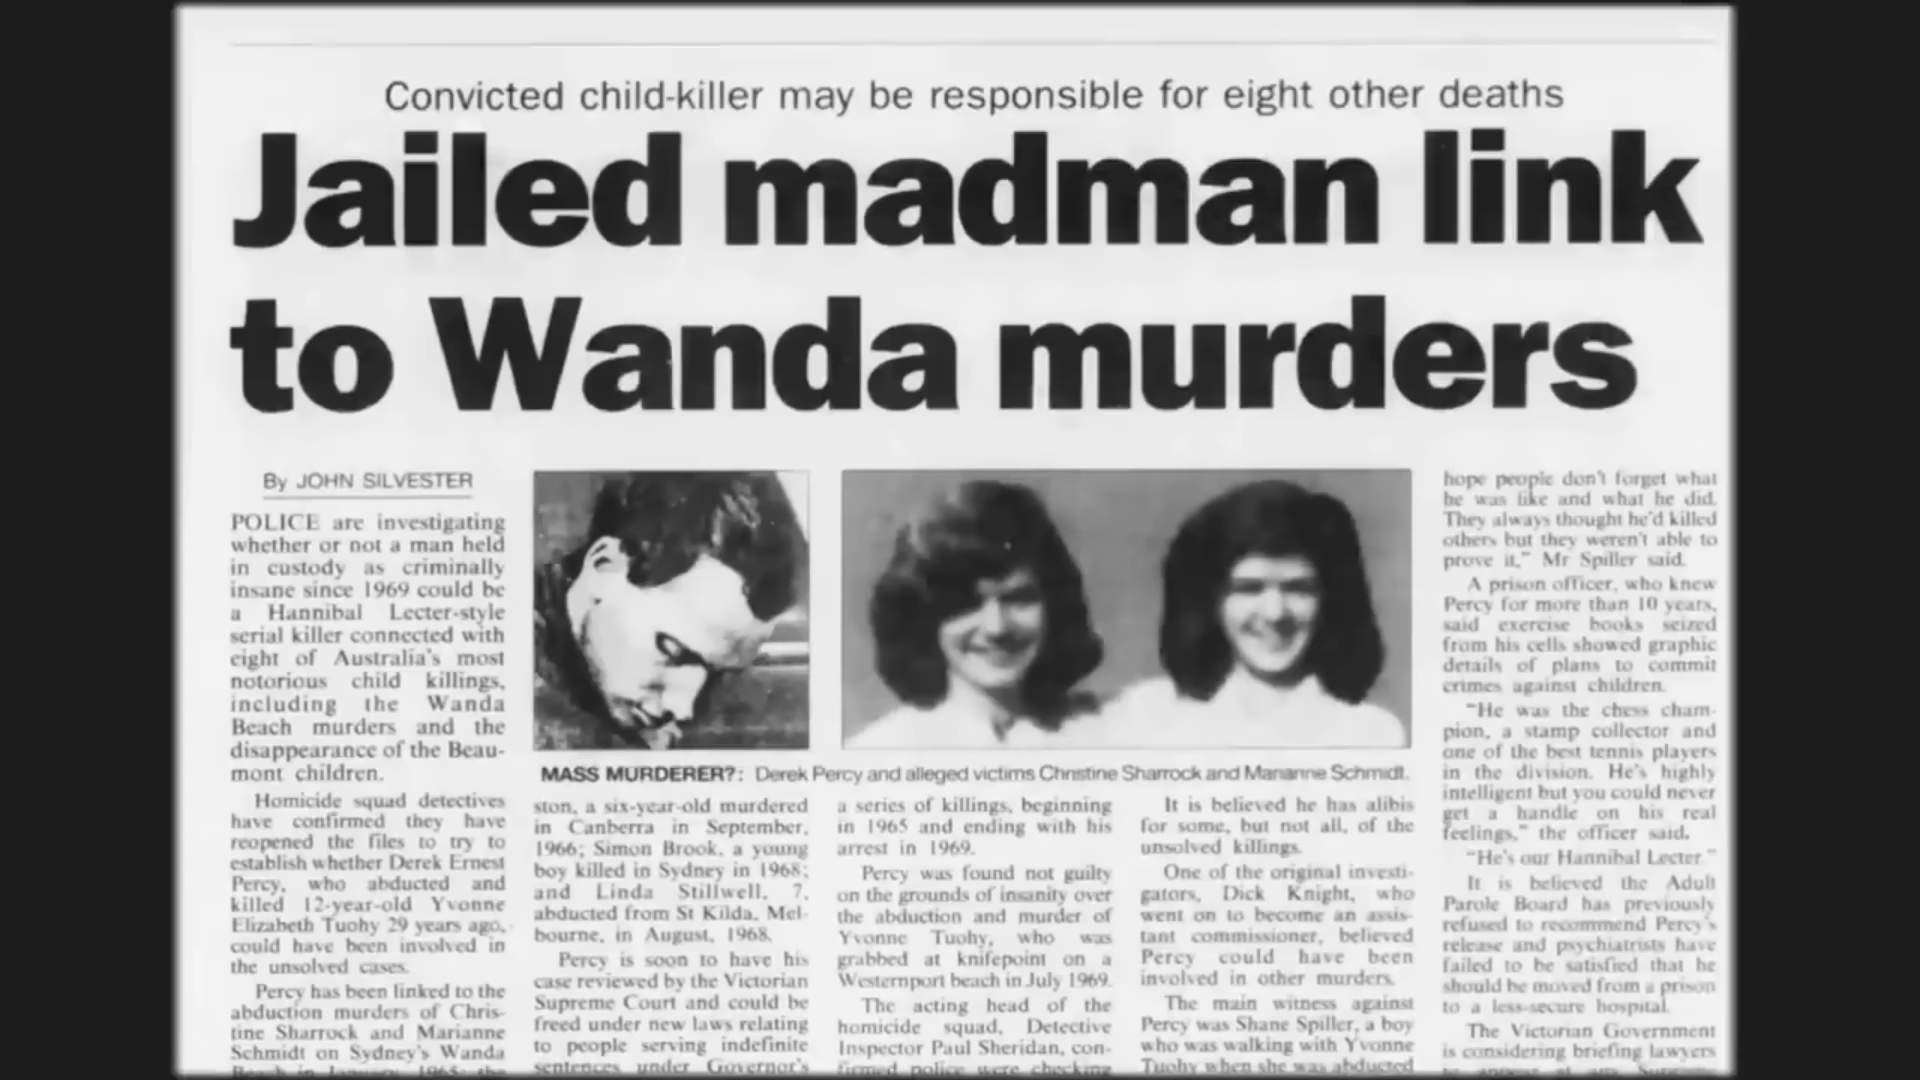 Convicted child-killer may be responsible for eight other deaths
Jailed madman link
to Wanda murders
By JOHN SILVESTER
POLICE are investigating
whether or not a man held
in custody as criminally
insane since 1969 could be
a Hannibal Lecter-style
serial killer connected with
eight of Australia's most
notorious child killings,
including the Wanda
Beach murders and the
disappearance of the Beau-
mont children.
Homicide squad detectives
have confirmed they have
reopened the files to try to
establish whether Derek Ernest
Percy, who abducted and
killed 12-year-old Yvonne
Elizabeth Tuohy 29 years ago,
could have been involved in
the unsolved cases.
Percy has been linked to the
abduction murders of Chris-
tine Sharrock and Marianne
Schmidt on Sydney's Wanda
Beach in January, 1965; the
MASS MURDERER?: Derek Percy and alleged victims Christine Sharrock and Marianne Schmidt.
ston, a six-year-old murdered
in Canberra in September,
1966; Simon Brook, a young
boy killed in Sydney in 1968;
and Linda Stillwell, 7,
abducted from St Kilda, Mel-
bourne, in August, 1968.
Percy is soon to have his
case reviewed by the Victorian
Supreme Court and could be
freed under new laws relating
to people serving indefinite
sentences under Governor's
a series of killings, beginning
in 1965 and ending with his
arrest in 1969.
Percy was found not guilty
on the grounds of insanity over
the abduction and murder of
Yvonne Tuohy, who was
grabbed at knifepoint on a
Westernport beach in July 1969.
The acting head of the
homicide squad, Detective
Inspector Paul Sheridan, con-
firmed police were checking
It is believed he has alibis
for some, but not all, of the
unsolved killings.
One of the original investi-
gators, Dick Knight, who
went on to become an assis-
tant commissioner, believed
Percy could have been
involved in other murders.
The main witness against
Percy was Shane Spiller, a boy
who was walking with Yvonne
Tuohy when she was abducted
hope people don't forget what
he was like and what he did.
They always thought he'd killed
others but they weren't able to
prove it," Mr Spiller said.
A prison officer, who knew
Percy for more than 10 years,
said exercise books seized
from his cells showed graphic
details of plans to commit
crimes against children.
"He was the chess cham-
pion, a stamp collector and
one of the best tennis players
in the division. He's highly
intelligent but you could never
get a handle on his real
feelings," the officer said.
"He's our Hannibal Lecter."
It is believed the Adult
Parole Board has previously
refused to recommend Percy's
release and psychiatrists have
failed to be satisfied that he
should be moved from a prison
to a less-secure hospital.
The Victorian Government
is considering briefing lawyers